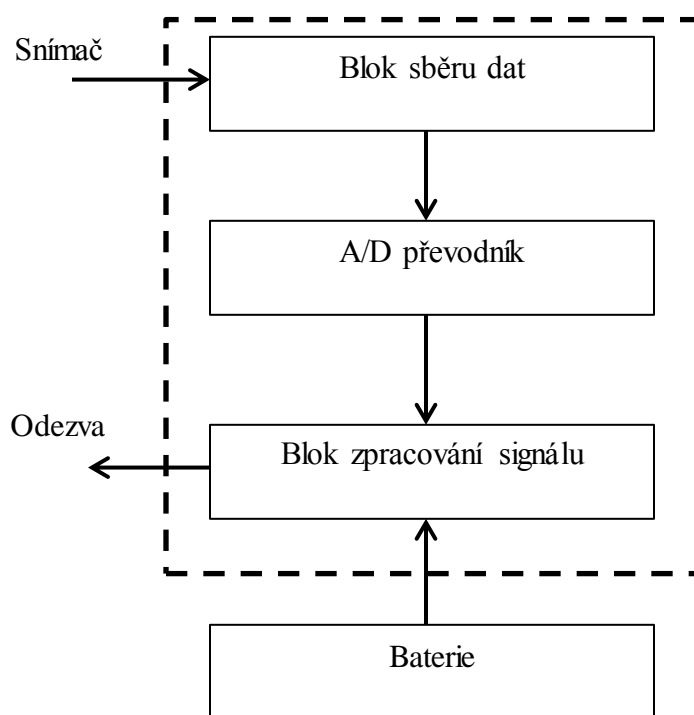 Snímač
Blok sběru dat
A/D převodník
Odezva
Blok zpracování signálu
Baterie